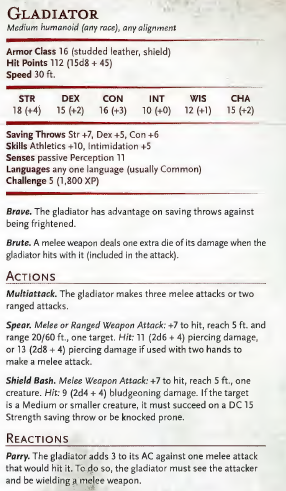 GLADIATOR
Medium humanoid (any race), any alignment
Armor Class 16 (studded leather, shield)
Hit Points 112 (15d8 + 45)
Speed 30 ft.
STR DEX CON INT WIS CHA
18 (+4) 15 (+2) 16 (+3) 10 (+0) 12 (+1) 15 (+2)
Saving Throws Str +7, Dex +5, Con +6
Skills Athletics +10, Intimidation +5
Senses passive Perception 11
Languages any one language (usually Common)
Challenge 5 (1,800 XP)
Brave. The gladiator has advantage on saving throws against
being frightened.
Brute. A melee weapon deals one extra die of its damage when the
gladiator hits with it (included in the attack).
ACTIONS
Multiattack. The gladiator makes three melee attacks or two
ranged attacks.
Spear. Melee or Ranged Weapon Attack: +7 to hit, reach 5 ft. and
range 20/60 ft., one target. Hit: 11 (2d6 + 4) piercing damage,
or 13 (2d8 + 4) piercing damage if used with two hands to
make a melee attack.
Shield Bash. Melee Weapon Attack: +7 to hit, reach 5 ft., one
creature. Hit: 9 (2d4 + 4) bludgeoning damage. If the target
is a Medium or smaller creature, it must succeed on a DC 15
Strength saving throw or be knocked prone.
REACTIONS
Parry. The gladiator adds 3 to its AC against one melee attack
that would hit it. To do so, the gladiator must see the attacker
and be wielding a melee weapon.